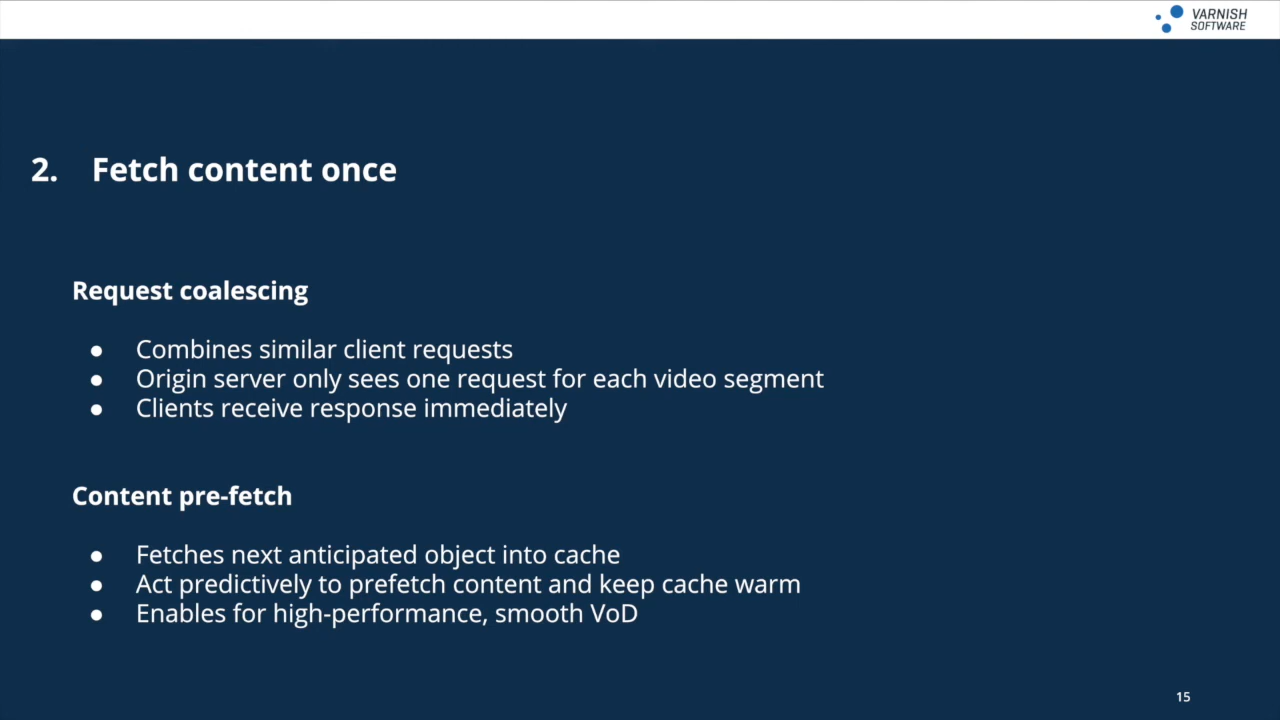 VARNISH
SOFTWARE
2. Fetch content once
Request coalescing
● Combines similar client requests
● Origin server only sees one request for each video segment
● Clients receive response immediately
Content pre-fetch
● Fetches next anticipated object into cache
● Act predictively to prefetch content and keep cache warm
● Enables for high-performance, smooth VoD
15